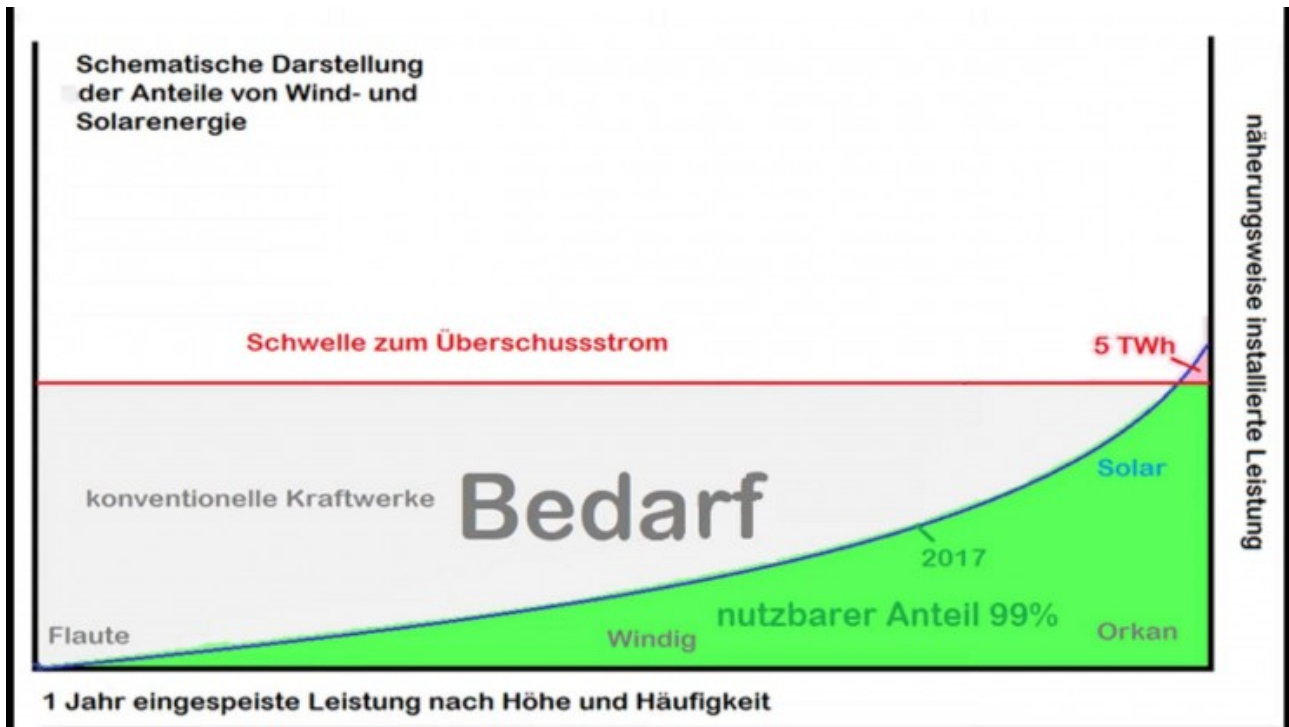 Schematische Darstellung
der Anteile von Wind- und
Solarenergie
Schwelle zum Überschussstrom
5 TWh
näherungsweise installierte Leistung
konventionelle Kraftwerke
Bedarf
Solar
2017
nutzbarer Anteil 99%
Flaute
Windig
Orkan
1 Jahr eingespeiste Leistung nach Höhe und Häufigkeit